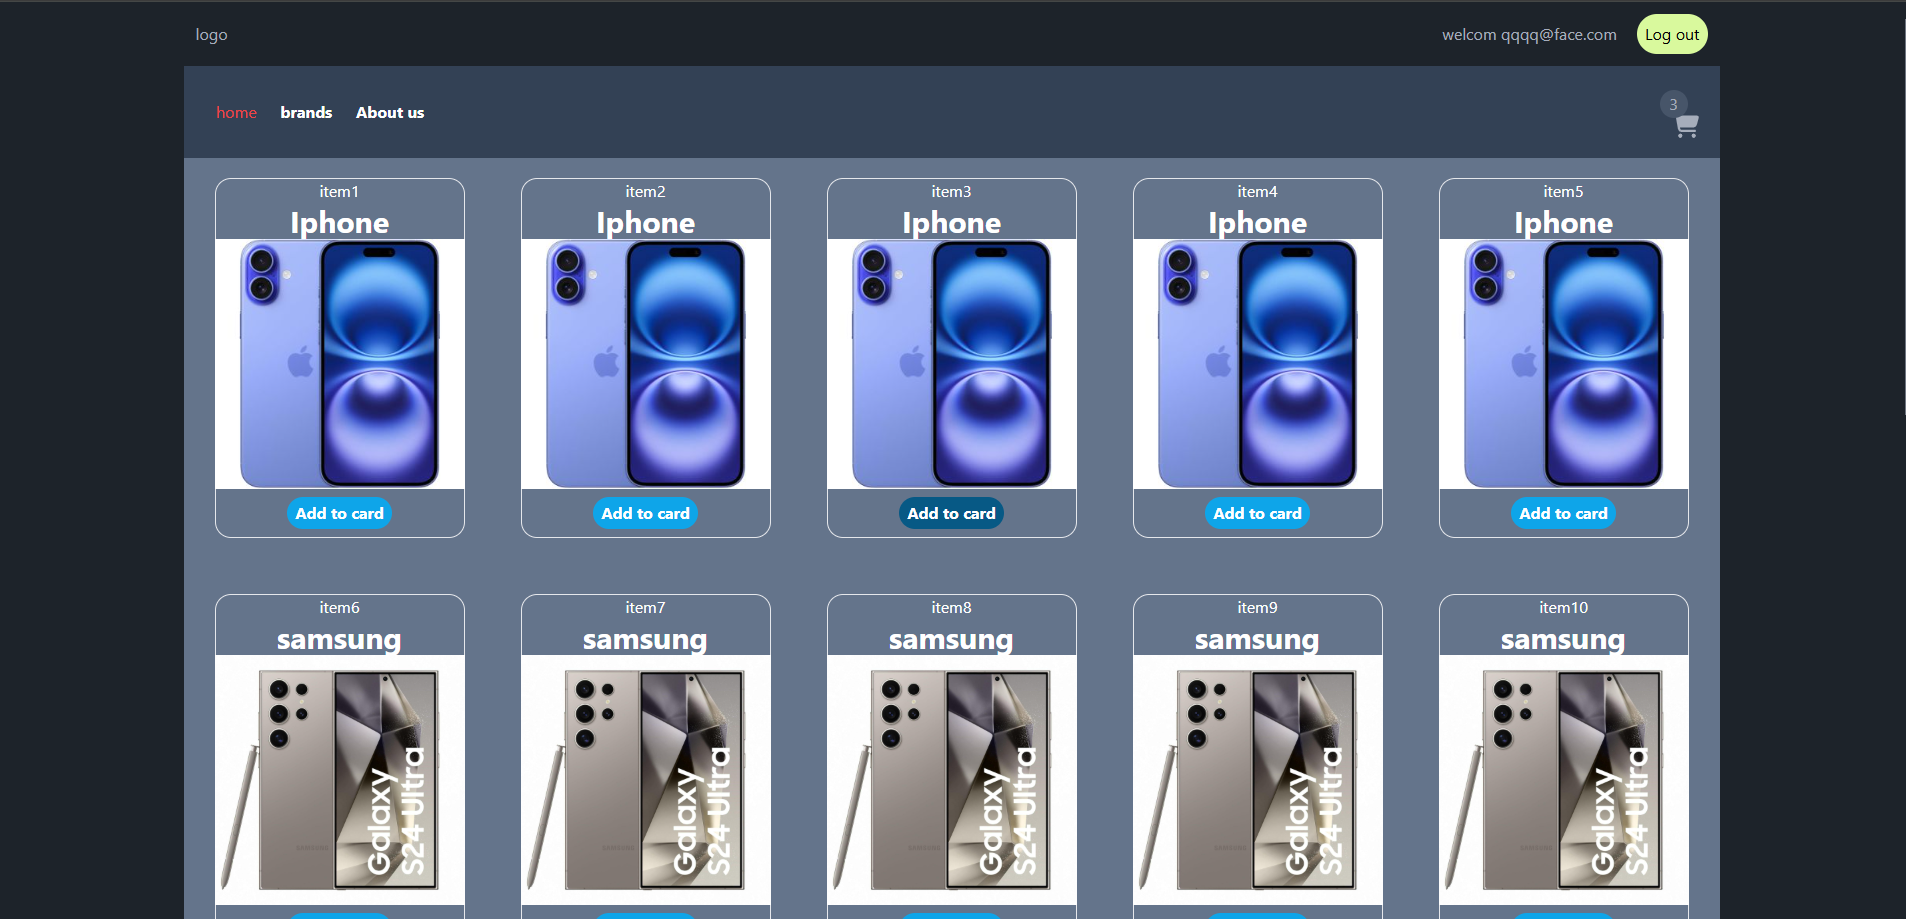 logo
welcom qqqq@face.com
Log out
home
brands
About us
3
item1
item2
item3
item4
item5
Iphone
Iphone
Iphone
Iphone
Iphone
Add to card
Add to card
Add to card
Add to card
Add to card
item6
item7
item8
item9
item10
samsung
samsung
samsung
samsung
samsung
Galaxy
S24 Ultra
Galaxy
S24 Ultra
Galaxy
S24 Ultra
Galaxy
S24 Ultra
Galaxy
S24 Ultra